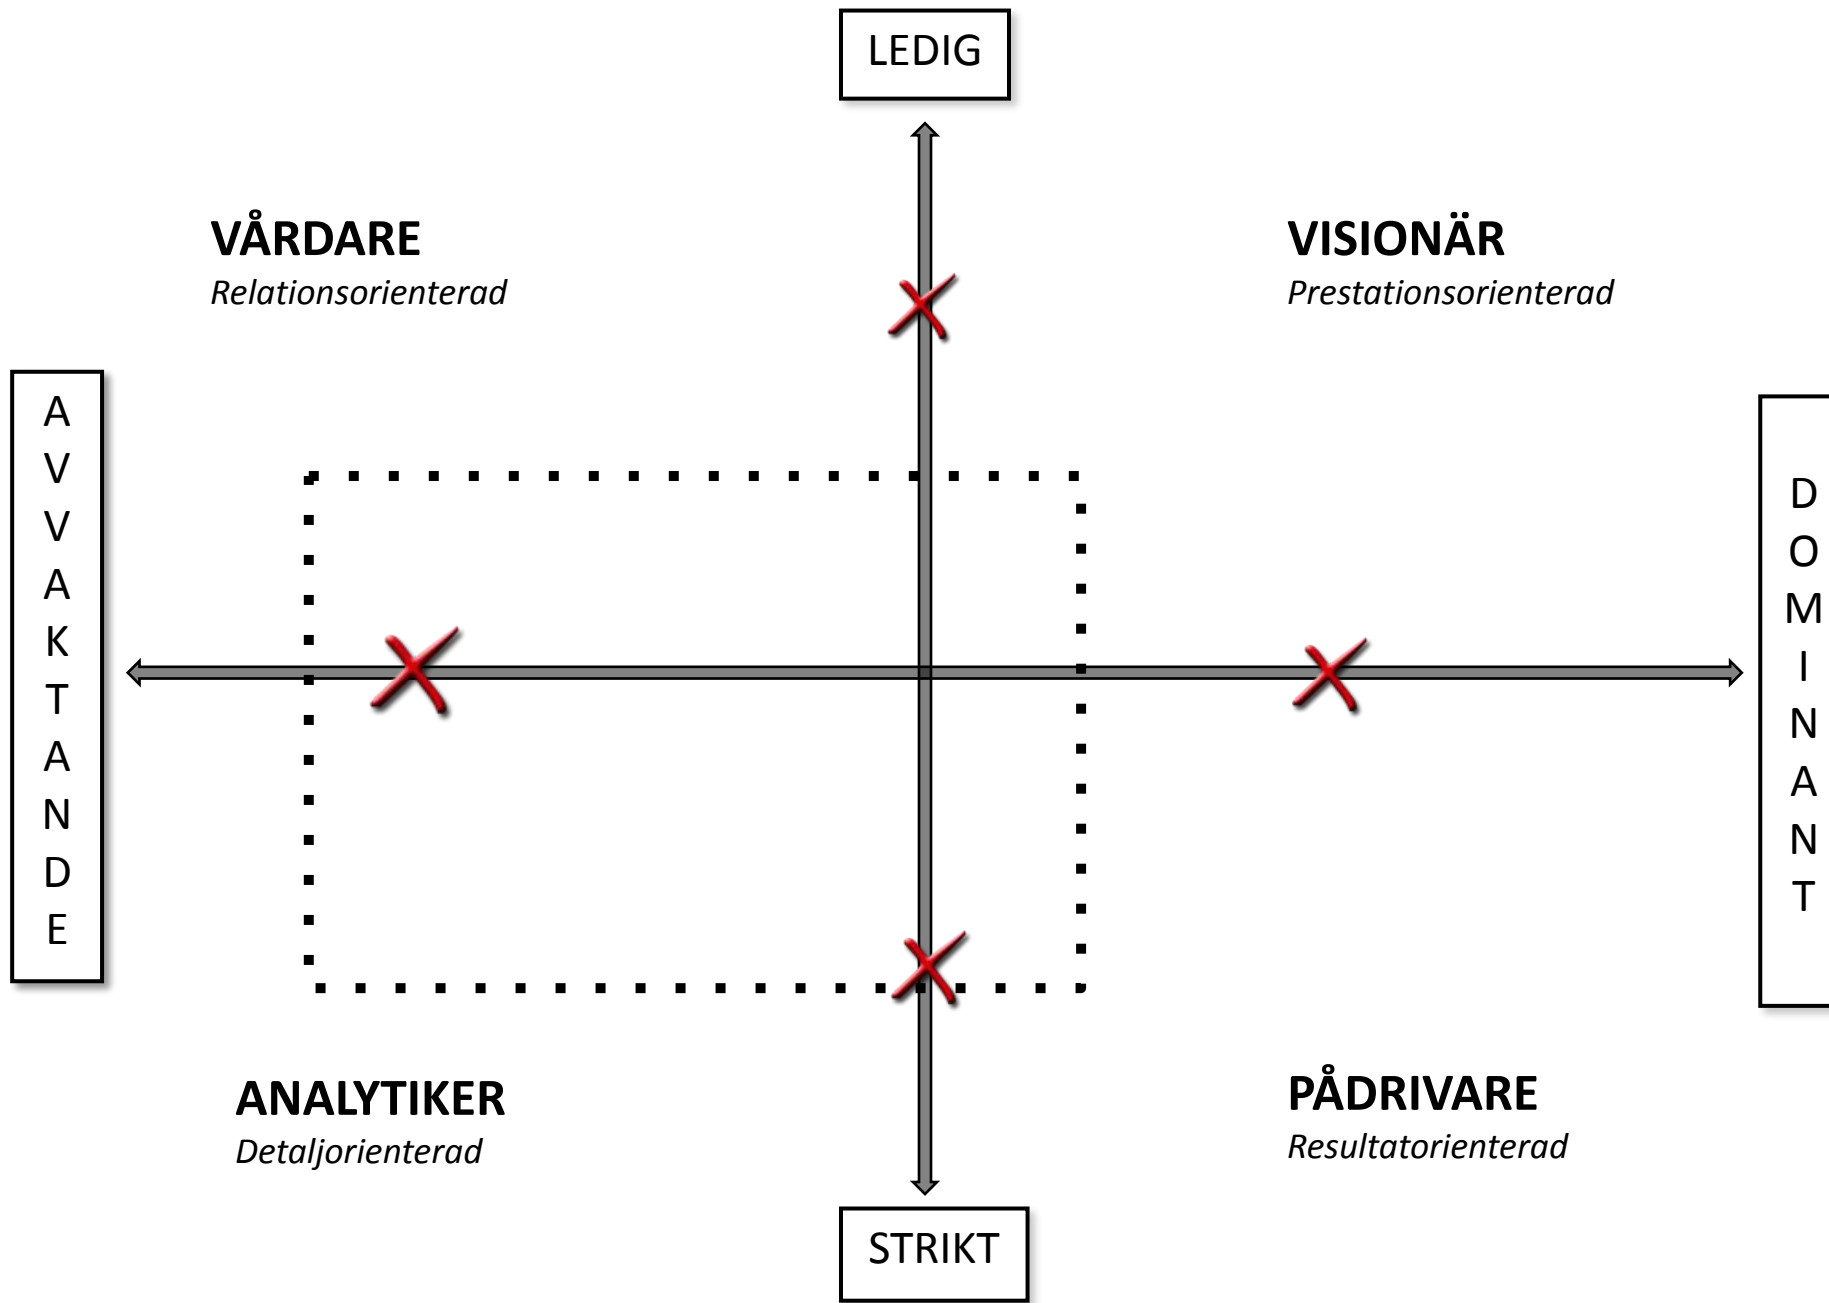 LEDIG
VÅRDARE
Relationsorienterad
VISIONÄR
Prestationsorienterad
AVVAKTANDE
DOMINANT
ANALYTIKER
Detaljorienterad
PÅDRIVARE
Resultatorienterad
STRIKT